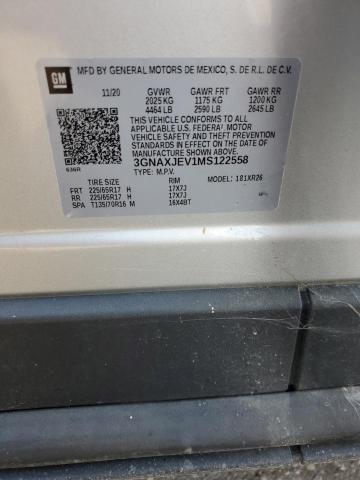 GM
MFD BY GENERAL MOTORS DE MEXICO, S. DE R.L. DE C.V.
11/20 GVWR GAWR FRT GAWR RR
2025 KG 1175 KG 1200 KG
4464 LB 2590 LB 2645 LB
THIS VEHICLE CONFORMS TO ALL APPLICABLE
U.S. FEDERAL MOTOR
VEHICLE SAFETY AND THEFT PREVENTION
STANDARDS IN EFFECT ON THE DATE
OF MANUFACTURE SHOWN ABOVE.
3GNAXJEV1MS122558
636R TYPE: M.P.V. MODEL: 181XR26
TIRE SIZE RIM
FRT 225/65R17 H 17X7J
RR 225/65R17 H 17X7J
SPA T135/70R16 M 16X4BT